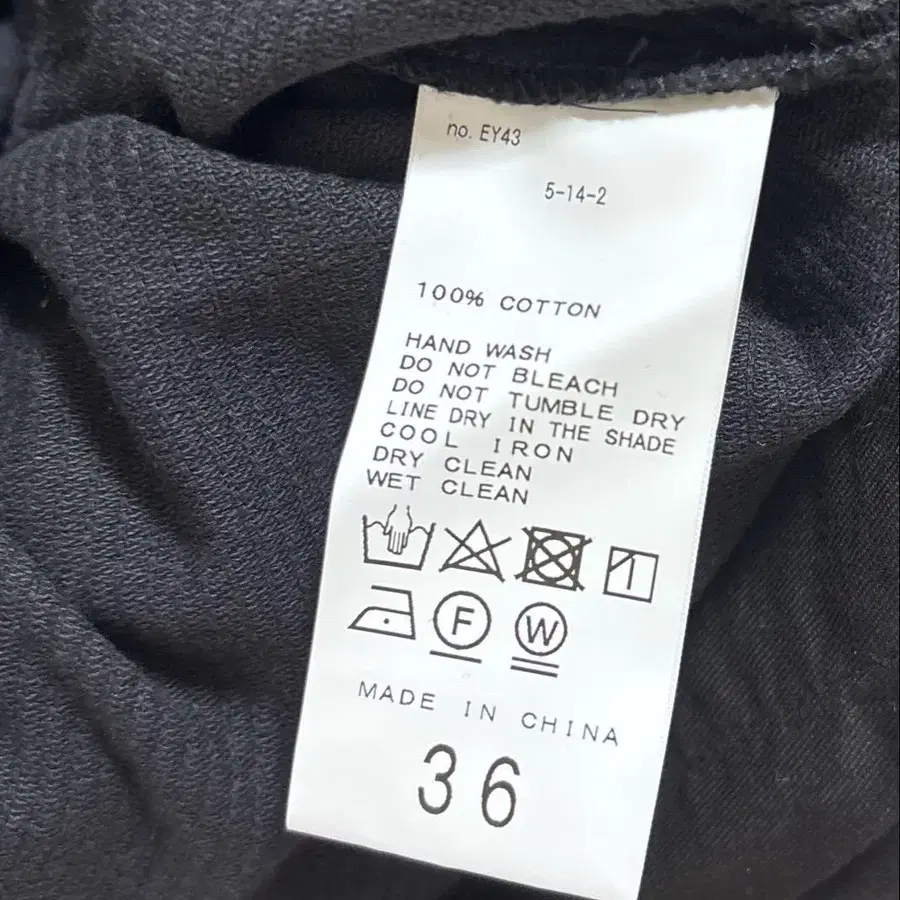 no. EY43
5-14-2
100% COTTON
HAND WASH
DO NOT BLEACH
DO NOT TUMBLE DRY
LINE DRY IN THE SHADE
COOL IRON
DRY CLEAN
WET CLEAN
F W
MADE IN CHINA
36